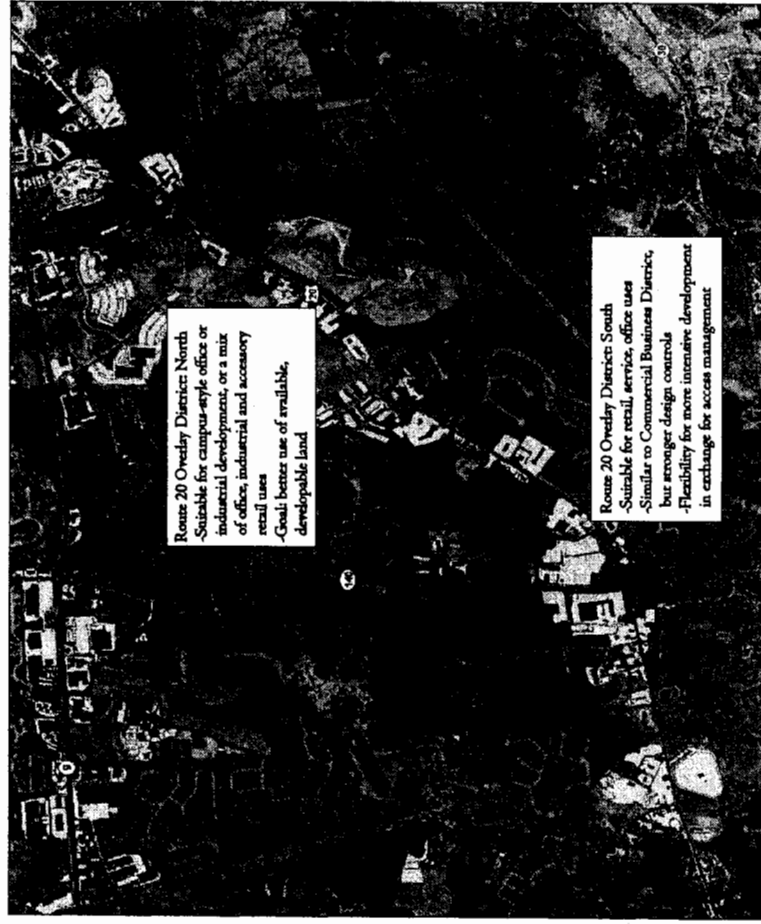 Route 20 Overlay District: North
-Suitable for campus-style office or
industrial development, or a mix
of office, industrial and accessory
retail uses
-Goal: better use of available,
developable land
Route 20 Overlay District: South
-Suitable for retail, service, office uses
-Similar to Commercial Business District,
but stronger design controls
-Flexibility for more intensive development
in exchange for access management
20
20
9